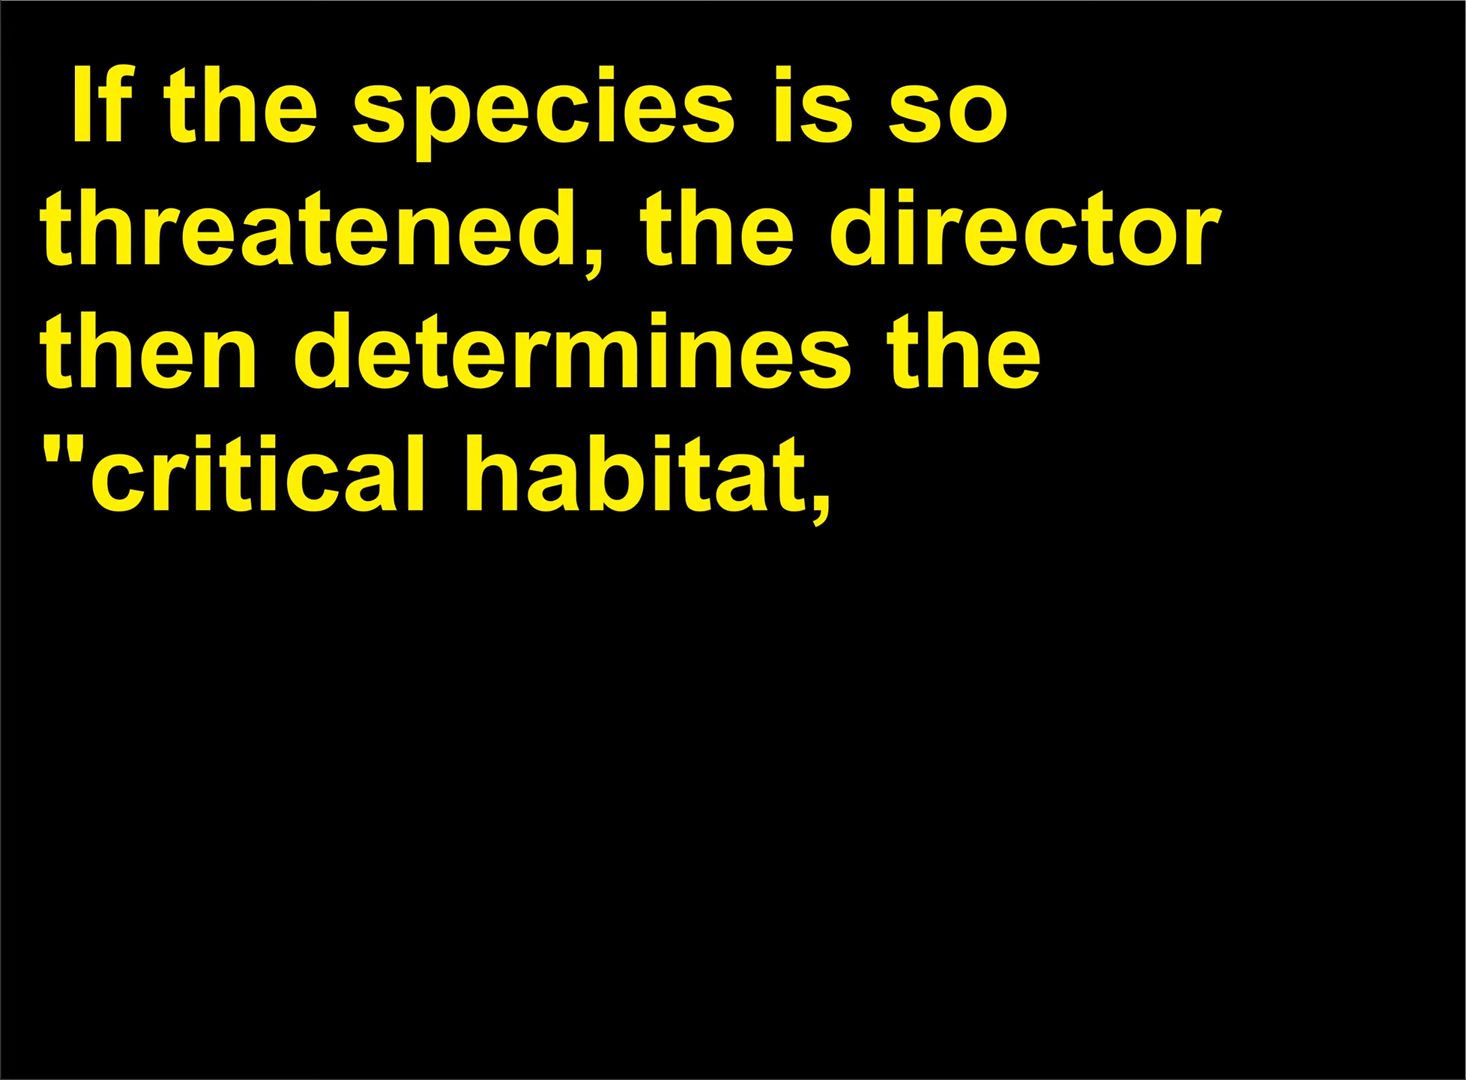 If the species is so
threatened, the director
then determines the
"critical habitat,